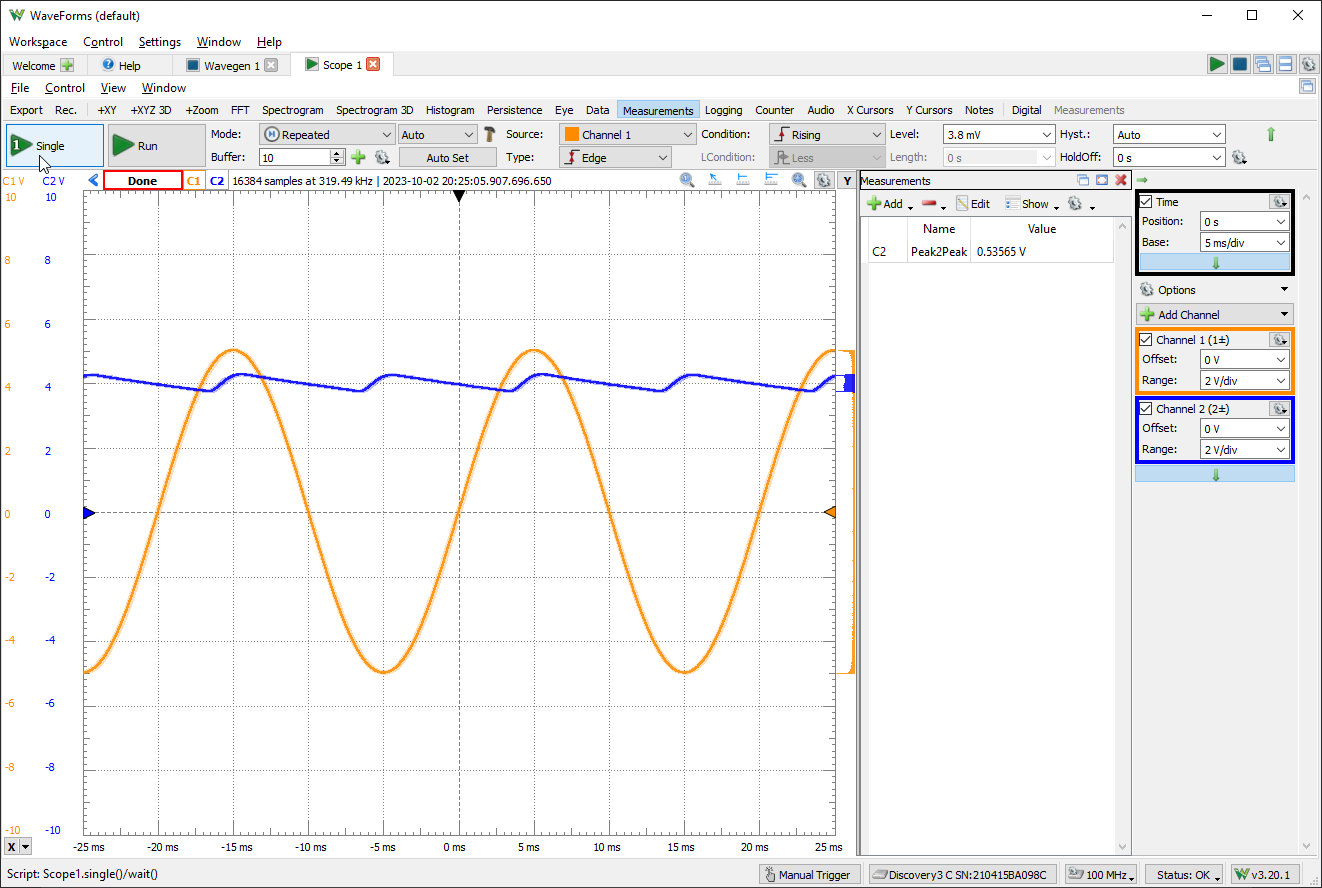 WaveForms (default)
Workspace Control Settings Window Help
Welcome Help Wavegen 1 Scope 1
File Control View Window
Export Rec. +XY +XYZ 3D +Zoom FFT Spectrogram Spectrogram 3D Histogram Persistence Eye Data Measurements Logging Counter Audio X Cursors Y Cursors Notes Digital Measurements
1 Single Run Mode: Repeated Auto Source: Channel 1 Condition: Rising Level: 3.8 mV Hyst.: Auto
Buffer: 10 Auto Set Type: Edge LCondition: Less Length: 0 s HoldOff: 0 s
C1 V C2 V Done C1 C2 16384 samples at 319.49 kHz | 2023-10-02 20:25:05.907.696.650 Y
10 10
8 8
6 6
4 4
2 2
0 0
-2 -2
-4 -4
-6 -6
-8 -8
-10 -10
X -25 ms -20 ms -15 ms -10 ms -5 ms 0 ms 5 ms 10 ms 15 ms 20 ms 25 ms
Measurements
Add Edit Show
Name Value
C2 Peak2Peak 0.53565 V
Time
Position: 0 s
Base: 5 ms/div
Options
Add Channel
Channel 1 (1±)
Offset: 0 V
Range: 2 V/div
Channel 2 (2±)
Offset: 0 V
Range: 2 V/div
Script: Scope1.single()/wait() Manual Trigger Discovery3 C SN:210415BA098C 100 MHz Status: OK v3.20.1